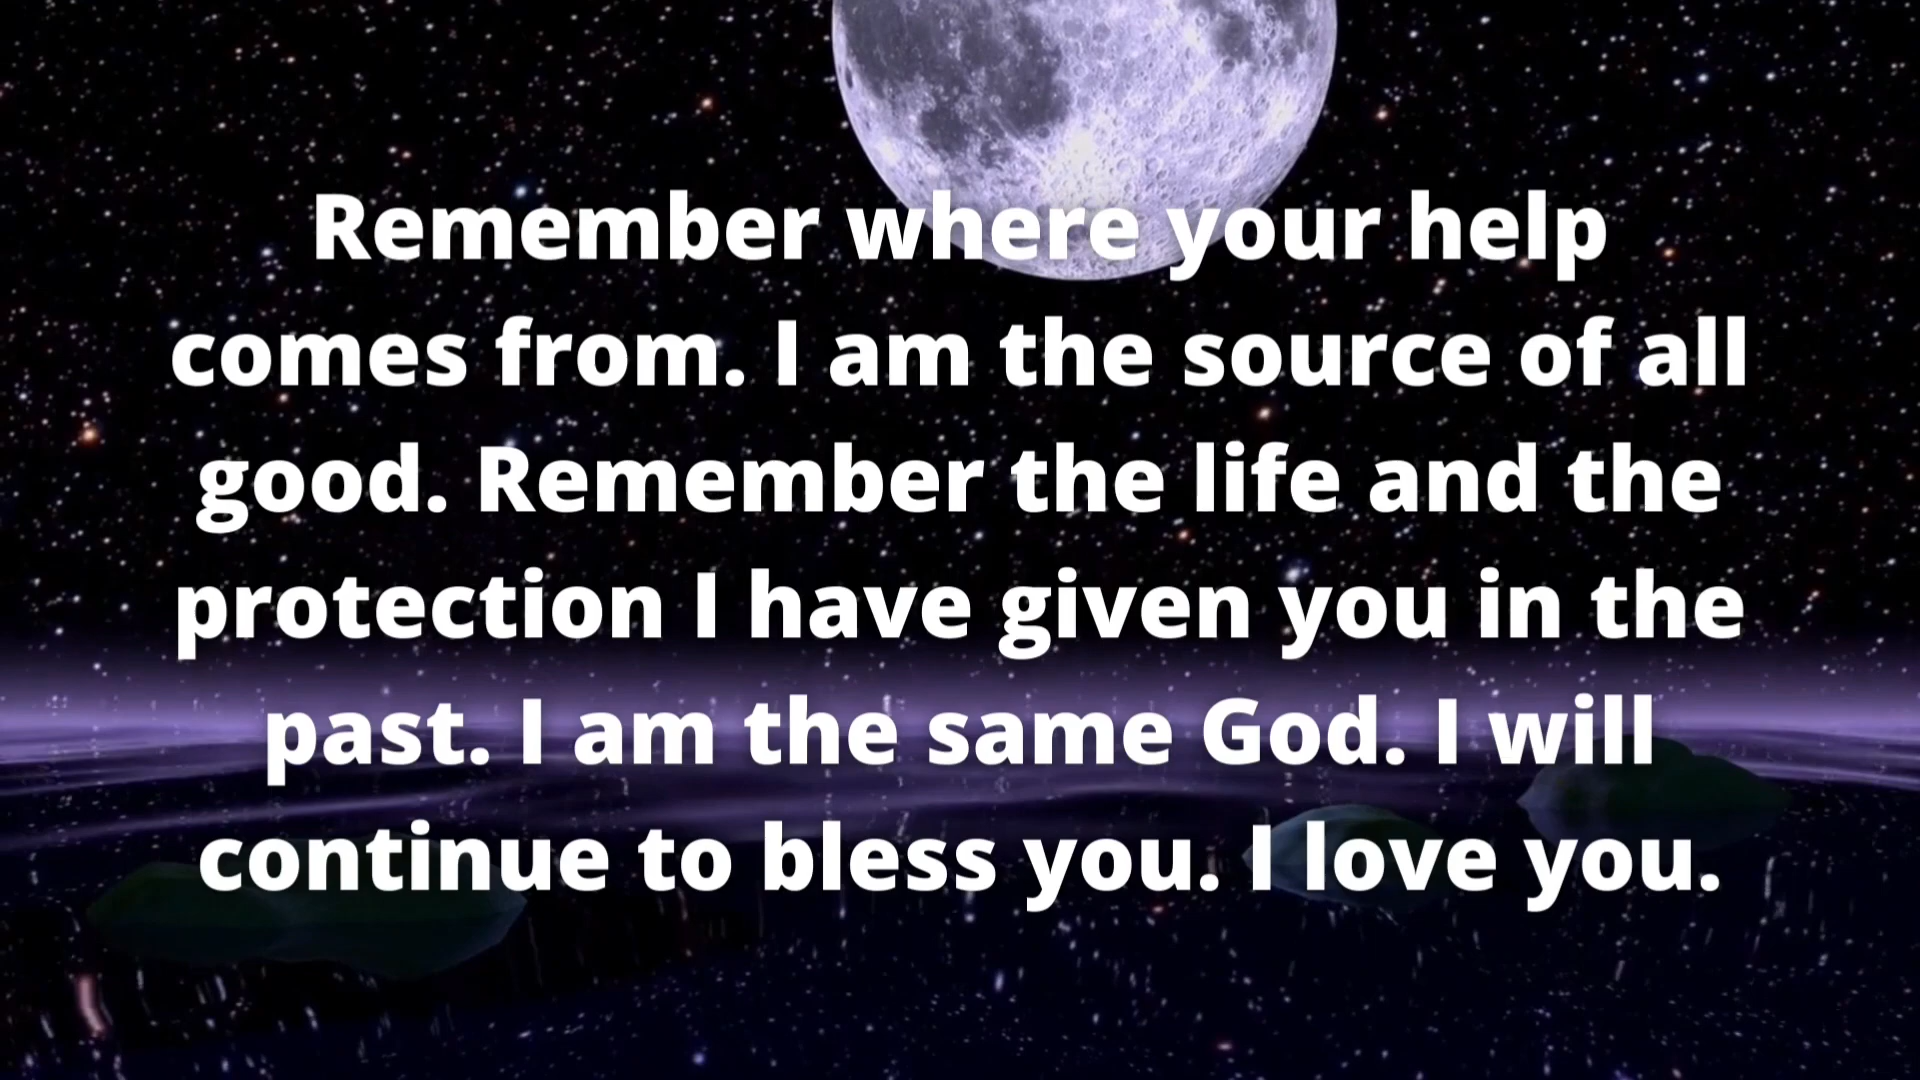 Remember where your help
comes from. I am the source of all
good. Remember the life and the
protection I have given you in the
past. I am the same God. I will
continue to bless you. I love you.